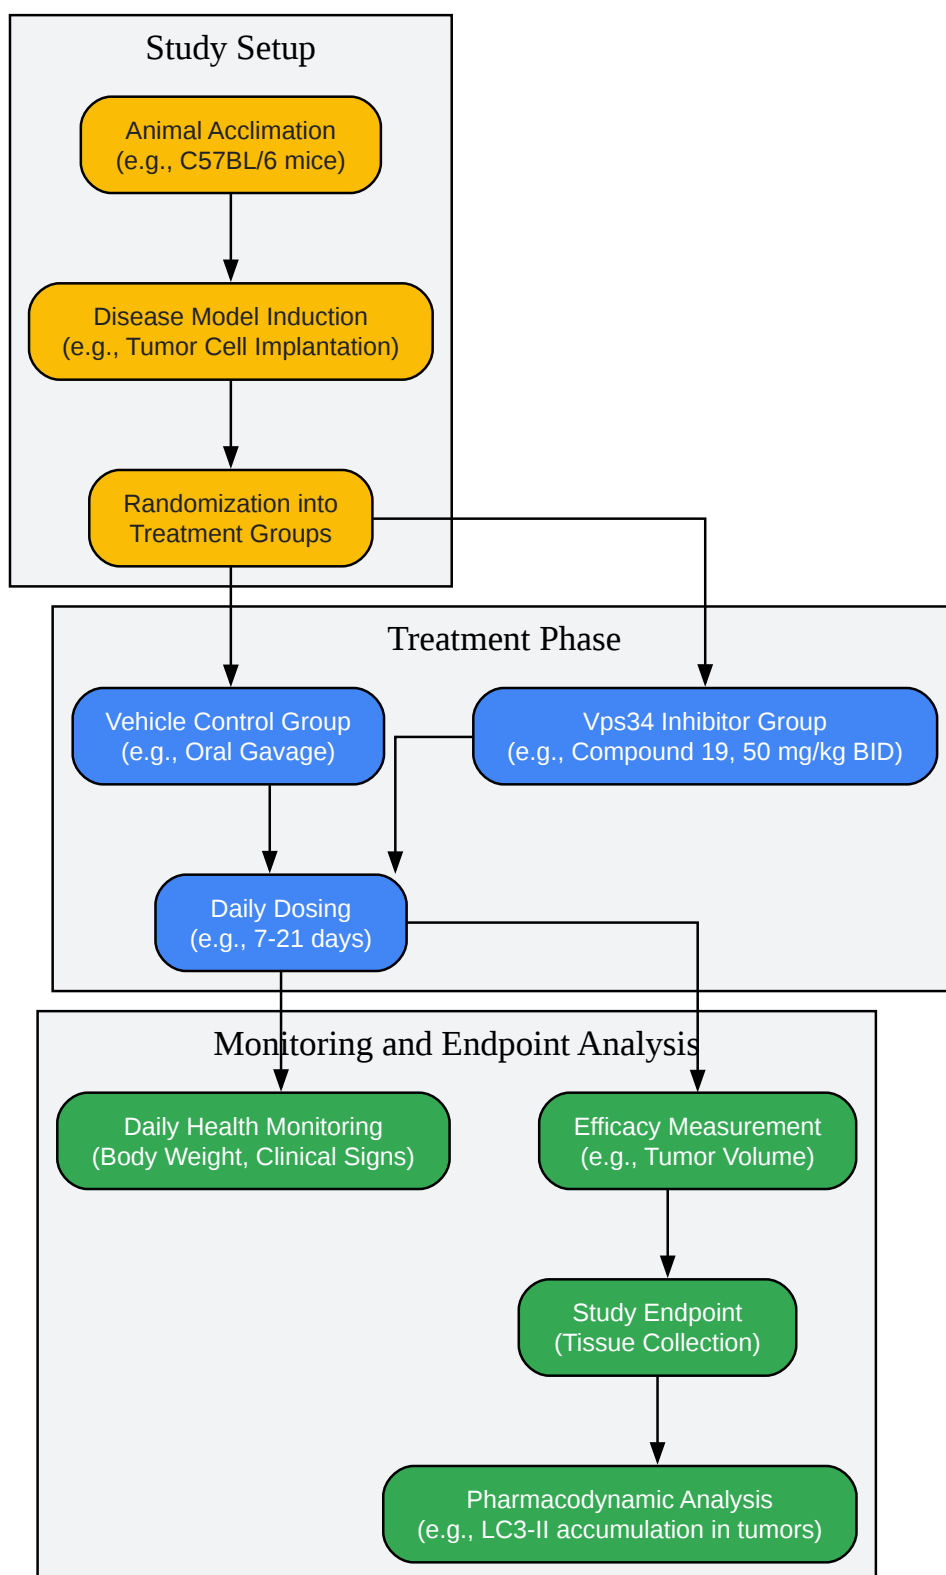 Study Setup
Animal Acclimation
(e.g., C57BL/6 mice)
Disease Model Induction
(e.g., Tumor Cell Implantation)
Randomization into
Treatment Groups
Treatment Phase
Vehicle Control Group
(e.g., Oral Gavage)
Vps34 Inhibitor Group
(e.g., Compound 19, 50 mg/kg BID)
Daily Dosing
(e.g., 7-21 days)
Monitoring and Endpoint Analysis
Daily Health Monitoring
(Body Weight, Clinical Signs)
Efficacy Measurement
(e.g., Tumor Volume)
Study Endpoint
(Tissue Collection)
Pharmacodynamic Analysis
(e.g., LC3-II accumulation in tumors)